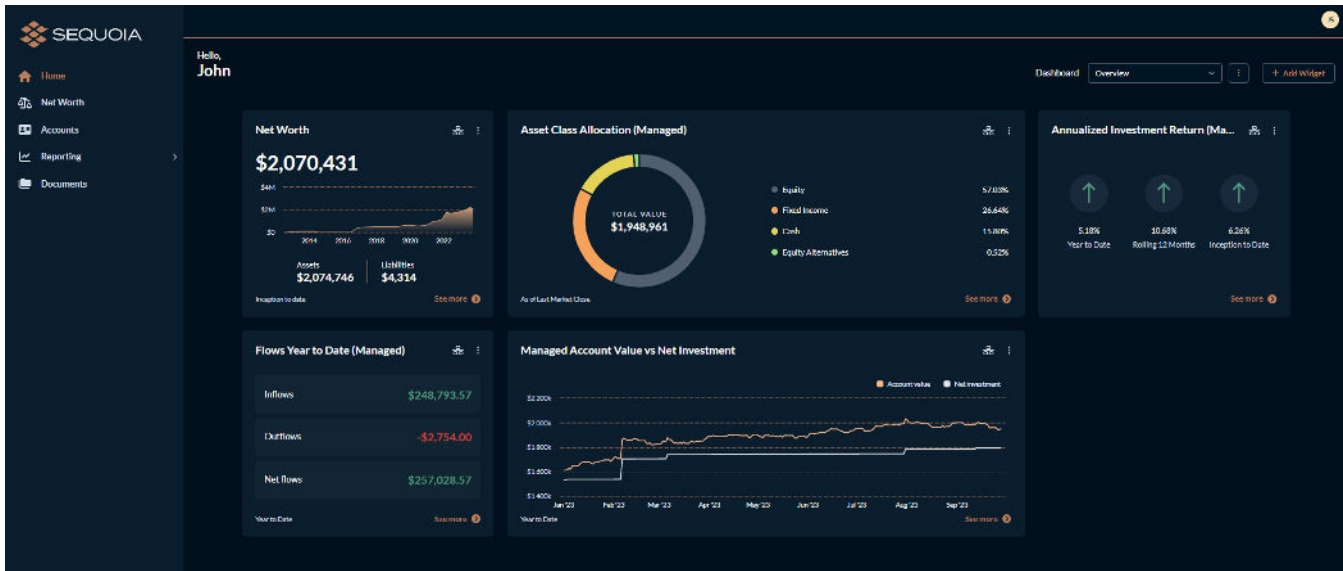 SEQUOIA
S
Hello,
John
Dashboard Overview + Add Widget
Home
Net Worth
Accounts
Reporting
Documents
Net Worth
$2,070,431
$4M
$2M
$0
2014 2016 2018 2020 2022
Assets Liabilities
$2,074,746 $4,314
Inception to date See more
Asset Class Allocation (Managed)
TOTAL VALUE
$1,948,961
Equity 57.03%
Fixed Income 26.64%
Cash 15.80%
Equity Alternatives 0.52%
As of Last Market Close See more
Annualized Investment Return (Ma...
5.18% 10.68% 6.26%
Year to Date Rolling 12 Months Inception to Date
See more
Flows Year to Date (Managed)
Inflows $248,793.57
Outflows -$2,754.00
Net flows $257,028.57
Year to Date See more
Managed Account Value vs Net Investment
Account value Net investment
$2 200k
$2 000k
$1 800k
$1 600k
$1 400k
Jan '23 Feb '23 Mar '23 Apr '23 May '23 Jun '23 Jul '23 Aug '23 Sep '23
Year to Date See more